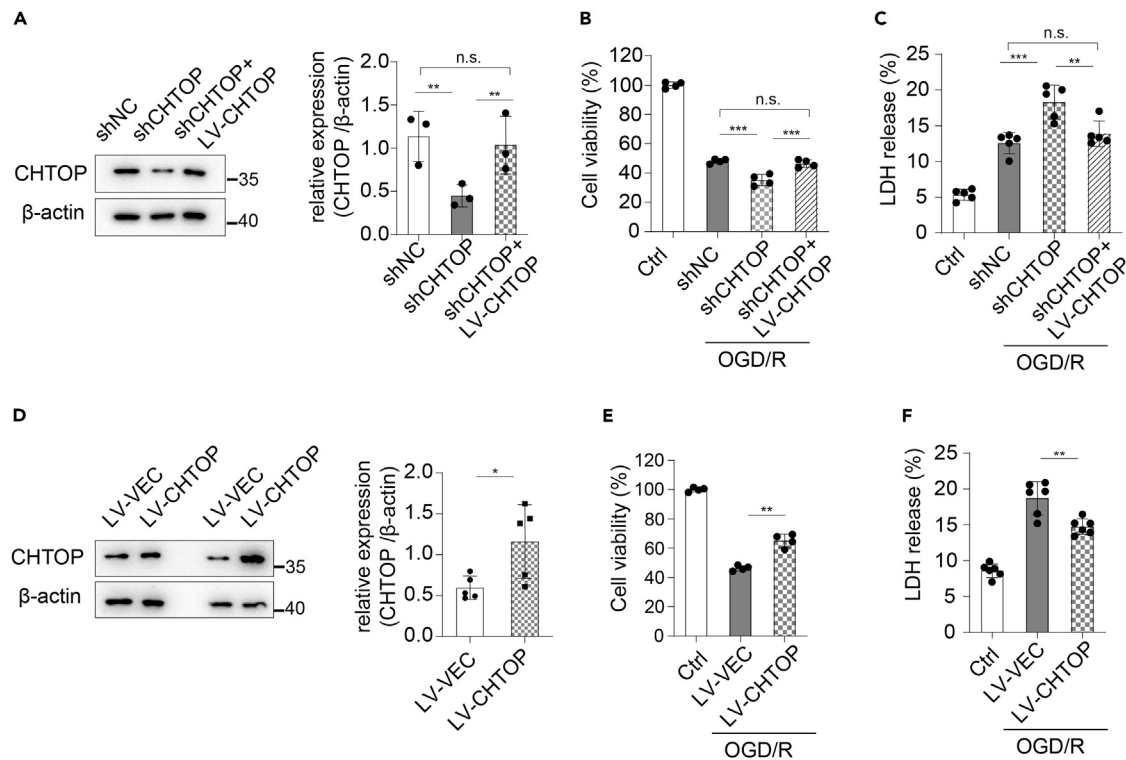 A
shNC
shCHTOP
shCHTOP+
LV-CHTOP
CHTOP
35
β-actin
40
relative expression
(CHTOP /β-actin)
2.0
1.5
1.0
0.5
0.0
n.s.
**
**
shNC
shCHTOP
shCHTOP+
LV-CHTOP
B
Cell viability (%)
120
100
80
60
40
20
0
n.s.
***
***
Ctrl
shNC
shCHTOP
shCHTOP+
LV-CHTOP
OGD/R
C
LDH release (%)
25
20
15
10
5
0
n.s.
***
**
Ctrl
shNC
shCHTOP
shCHTOP+
LV-CHTOP
OGD/R
D
LV-VEC
LV-CHTOP
LV-VEC
LV-CHTOP
CHTOP
35
β-actin
40
relative expression
(CHTOP /β-actin)
2.0
1.5
1.0
0.5
0.0
*
LV-VEC
LV-CHTOP
E
Cell viability (%)
120
100
80
60
40
20
0
**
Ctrl
LV-VEC
LV-CHTOP
OGD/R
F
LDH release (%)
25
20
15
10
5
0
**
Ctrl
LV-VEC
LV-CHTOP
OGD/R